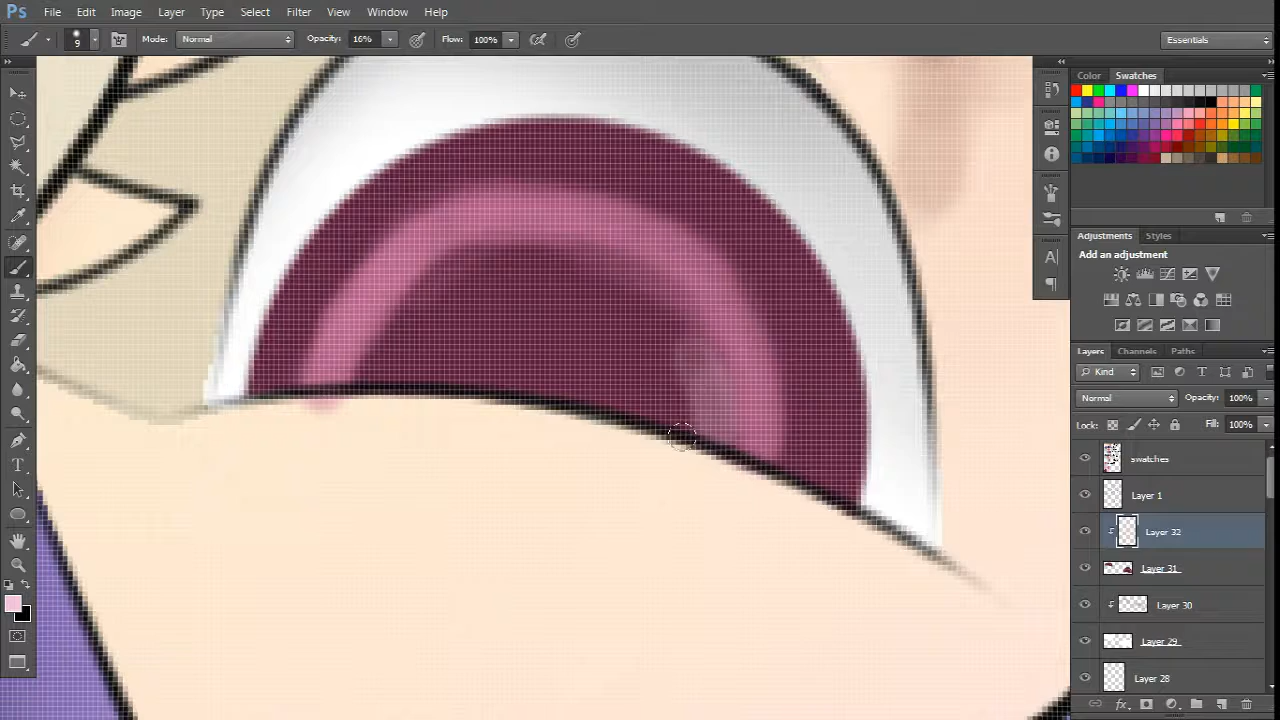 Ps File Edit Image Layer Type Select Filter View Window Help
9 Mode: Normal Opacity: 16% Flow: 100% Essentials
Color Swatches
Adjustments Styles
Add an adjustment
Layers Channels Paths
Kind
Normal Opacity: 100%
Lock: Fill: 100%
swatches
Layer 1
Layer 32
Layer 31
Layer 30
Layer 29
Layer 28